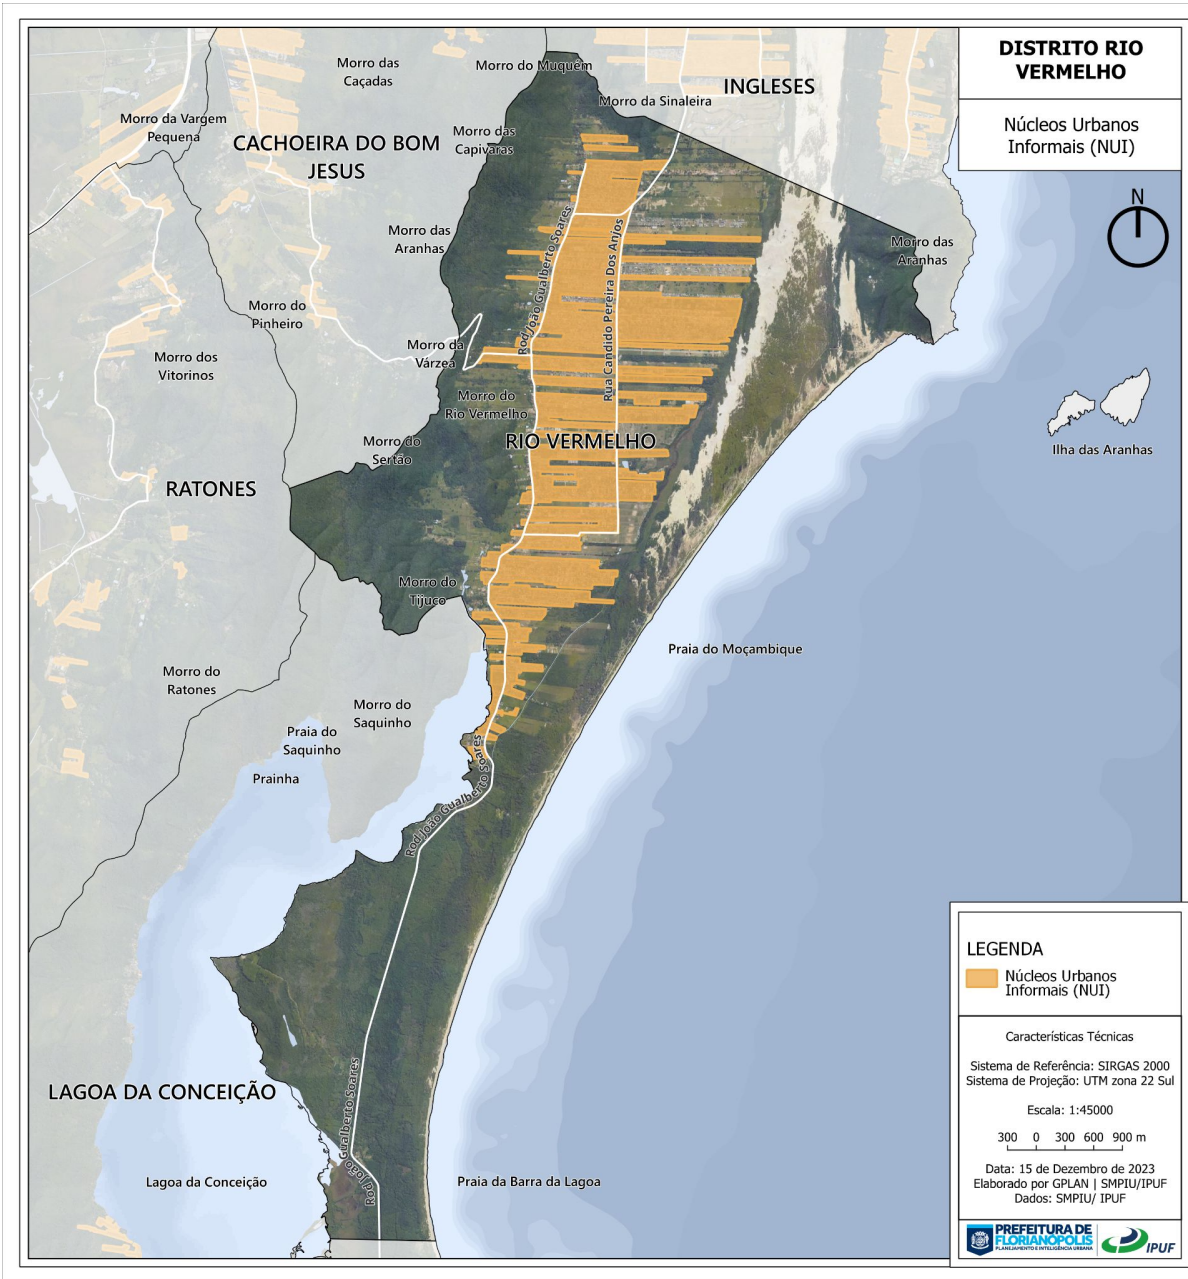 DISTRITO RIO
VERMELHO
Núcleos Urbanos
Informais (NUI)
N
Morro das
Caçadas
Morro do Muquém
INGLESES
Morro da Sinaleira
Morro da Vargem
Pequena
CACHOEIRA DO BOM
JESUS
Morro das
Capivaras
Morro das
Aranhas
Morro das
Aranhas
Rod João Gualberto Soares
Rua Candido Pereira Dos Anjos
Morro do
Pinheiro
Morro dos
Vitorinos
Morro da
Várzea
Morro do
Rio Vermelho
RIO VERMELHO
Morro do
Sertão
Ilha das Aranhas
RATONES
Morro do
Tijuco
Praia do Moçambique
Morro do
Ratones
Morro do
Saquinho
Praia do
Saquinho
Prainha
Rod João Gualberto Soares
LAGOA DA CONCEIÇÃO
Rod João Gualberto Soares
Lagoa da Conceição
Praia da Barra da Lagoa
LEGENDA
Núcleos Urbanos
Informais (NUI)
Características Técnicas
Sistema de Referência: SIRGAS 2000
Sistema de Projeção: UTM zona 22 Sul
Escala: 1:45000
300 0 300 600 900 m
Data: 15 de Dezembro de 2023
Elaborado por GPLAN | SMPIU/IPUF
Dados: SMPIU/ IPUF
PREFEITURA DE
FLORIANÓPOLIS
PLANEJAMENTO E INTELIGÊNCIA URBANA
IPUF